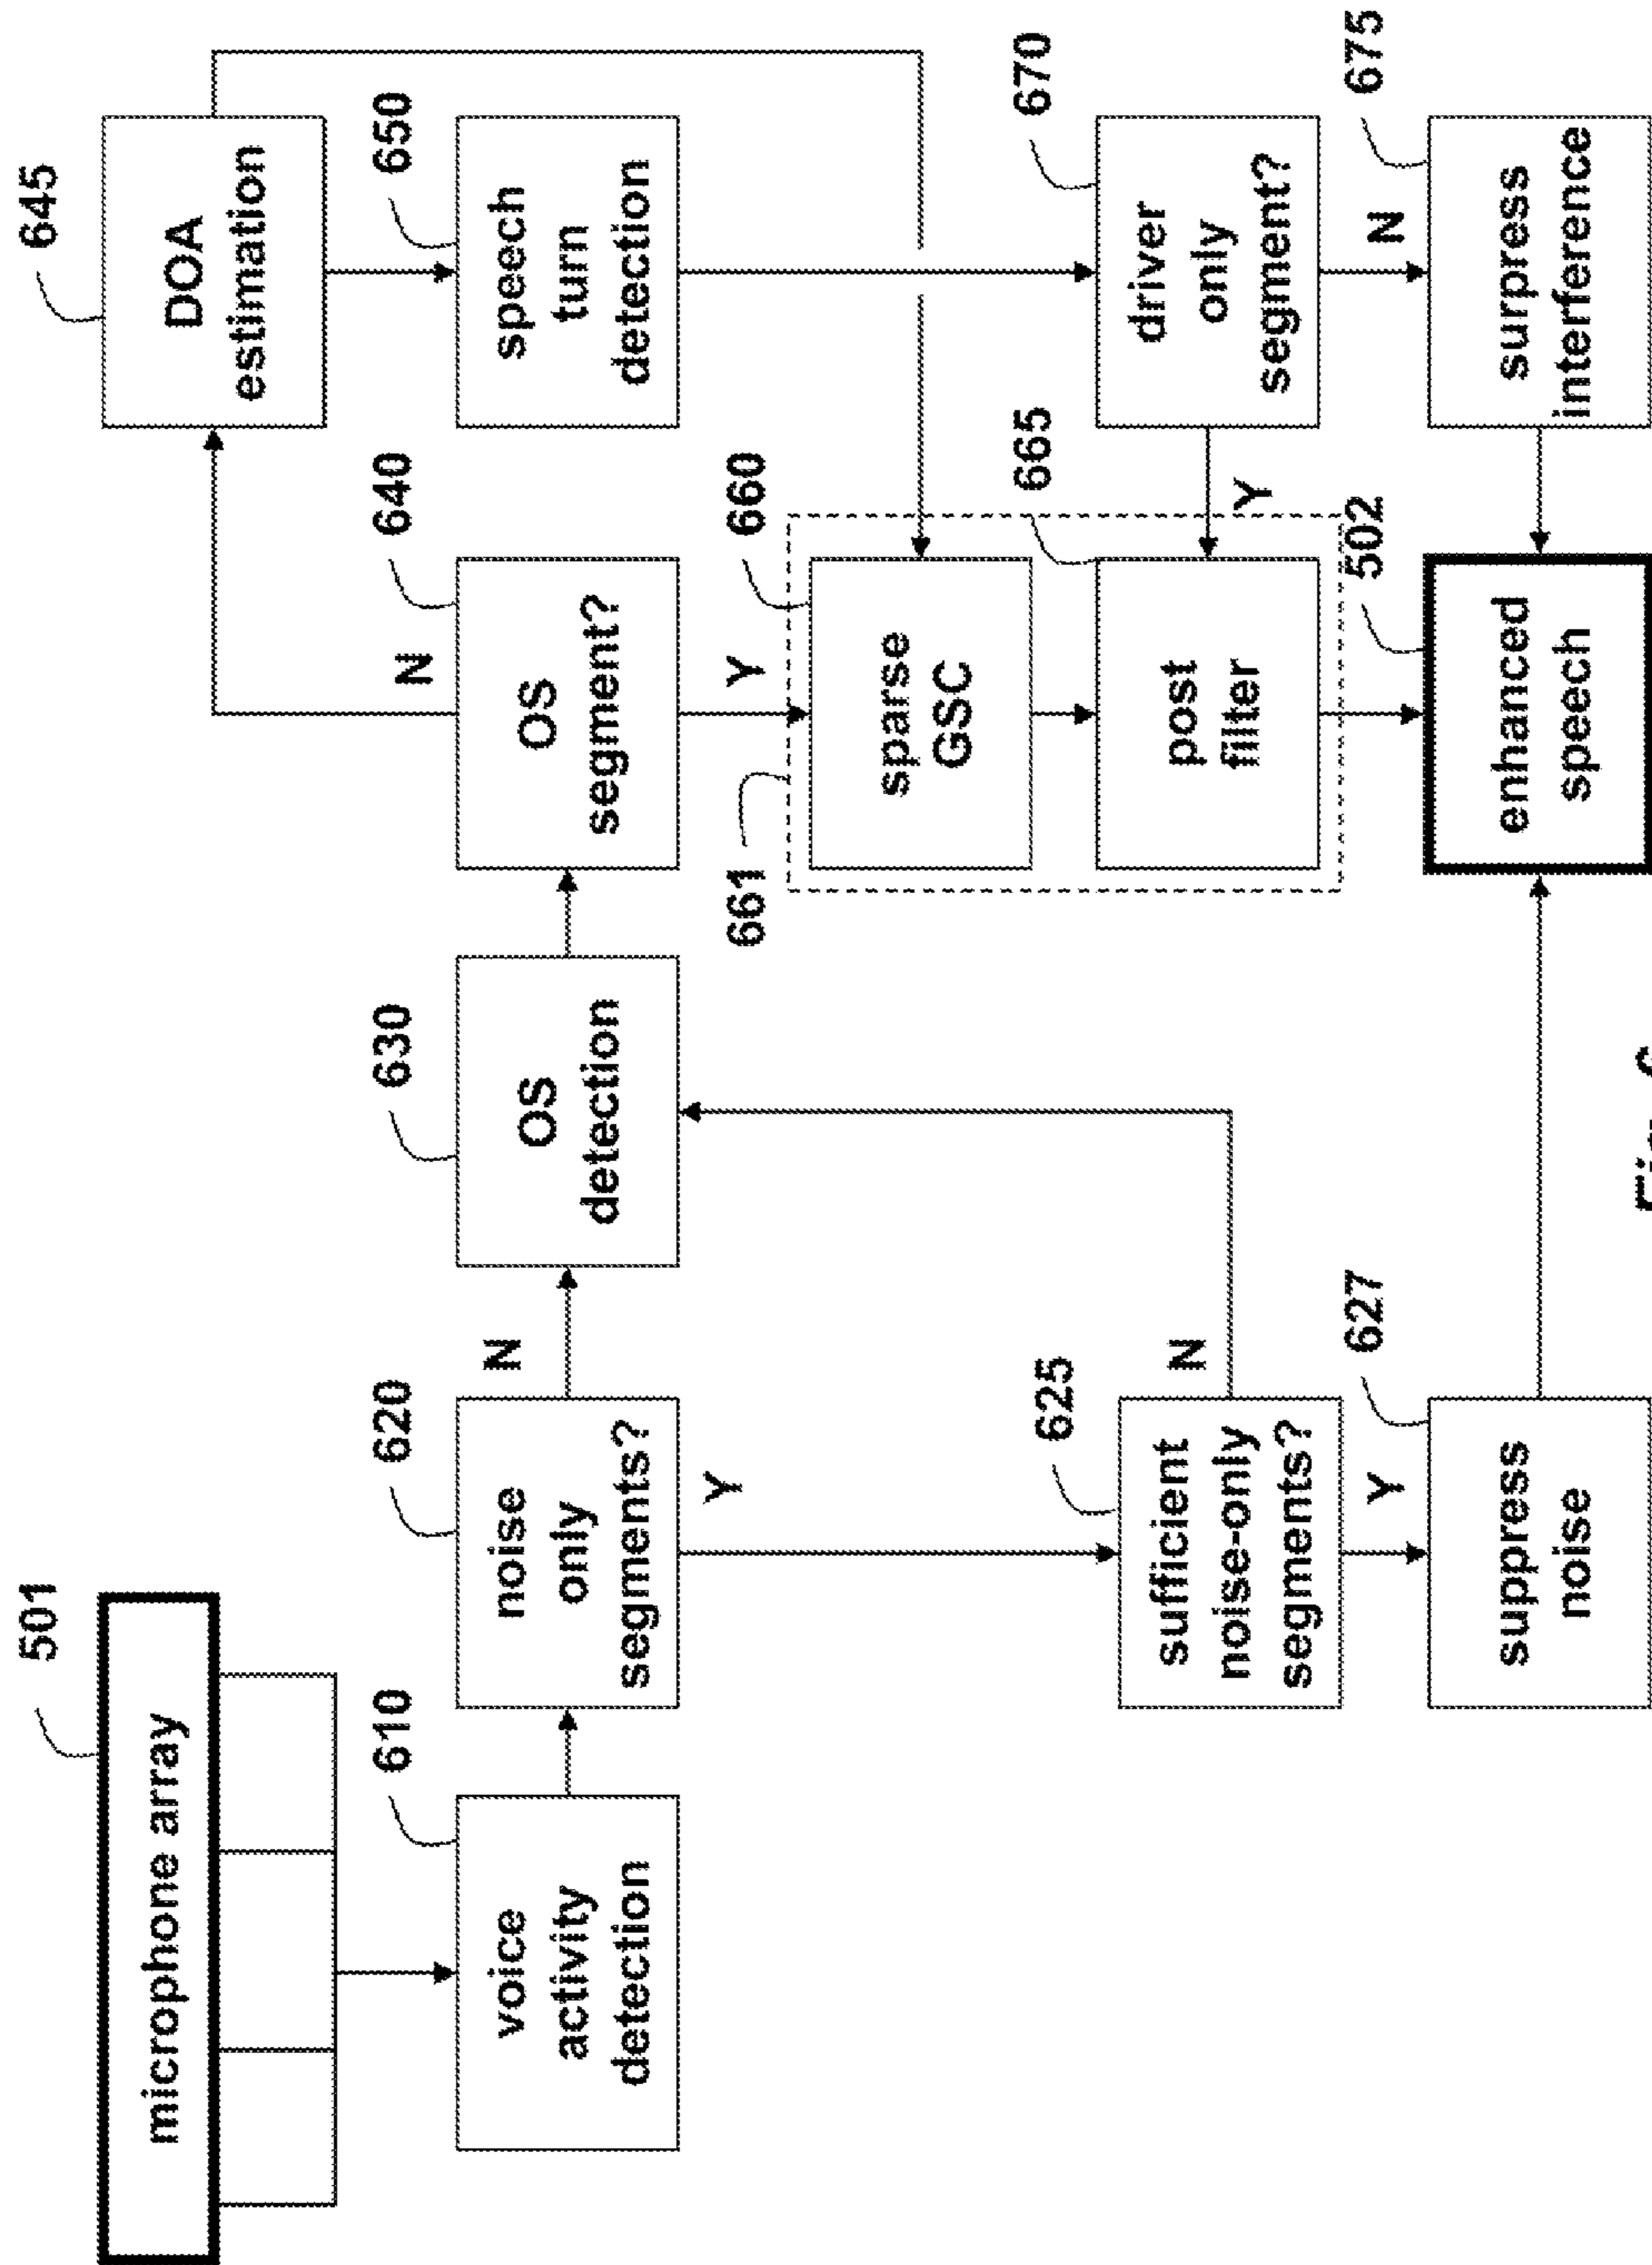 501
microphone array
610
voice
activity
detection
620
noise
only
segments?
N
Y
625
sufficient
noise-only
segments?
N
Y
627
suppress
noise
630
OS
detection
640
OS
segment?
N
Y
645
DOA
estimation
650
speech
turn
detection
661
660
sparse
GSC
665
post
filter
670
driver
only
segment?
Y
N
675
surpress
interference
502
enhanced
speech